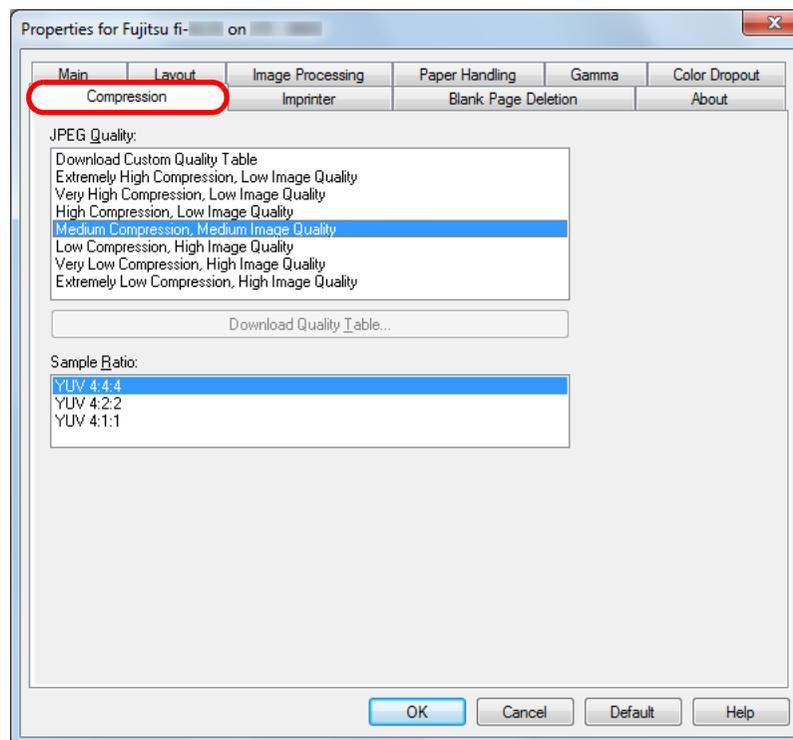 Properties for Fujitsu fi- on
Main Layout Image Processing Paper Handling Gamma Color Dropout
Compression Imprinter Blank Page Deletion About
JPEG Quality:
Download Custom Quality Table
Extremely High Compression, Low Image Quality
Very High Compression, Low Image Quality
High Compression, Low Image Quality
Medium Compression, Medium Image Quality
Low Compression, High Image Quality
Very Low Compression, High Image Quality
Extremely Low Compression, High Image Quality
Download Quality Table...
Sample Ratio:
YUV 4:4:4
YUV 4:2:2
YUV 4:1:1
OK Cancel Default Help